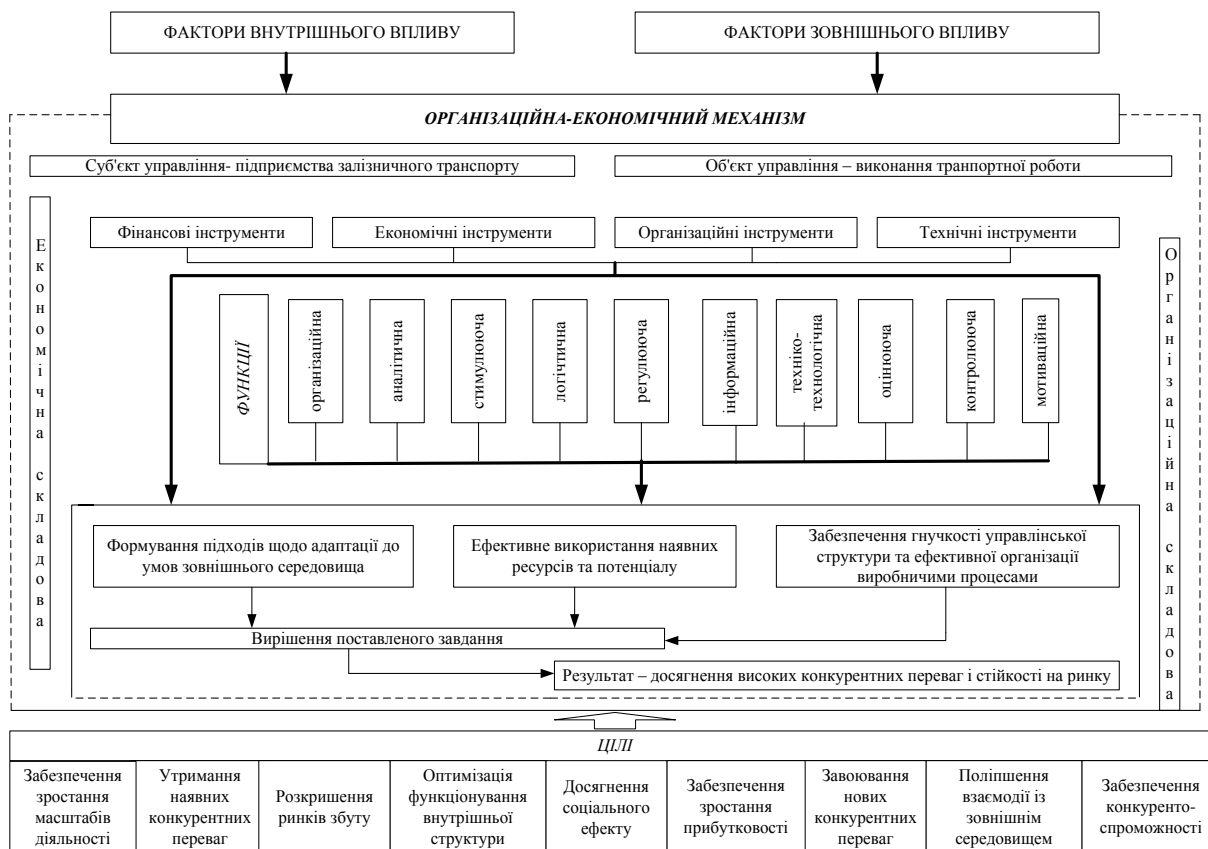 ФАКТОРИ ВНУТРІШНЬОГО ВПЛИВУ
ФАКТОРИ ЗОВНІШНЬОГО ВПЛИВУ
ОРГАНІЗАЦІЙНА-ЕКОНОМІЧНИЙ МЕХАНІЗМ
Суб'єкт управління- підприємства залізничного транспорту
Об'єкт управління – виконання транпортної роботи
Економічна складова
Фінансові інструменти
Економічні інструменти
Організаційні інструменти
Технічні інструменти
Організаційна складова
ФУНКЦІЇ
організаційна
аналітична
стимулююча
логічтична
регулююча
інформаційна
техніко-
технологічна
оцінююча
контролююча
мотиваційна
Формування підходів щодо адаптації до
умов зовнішнього середовища
Ефективне використання наявних
ресурсів та потенціалу
Забезпечення гнучкості управлінської
структури та ефективної організації
виробничими процесами
Вирішення поставленого завдання
Результат – досягнення високих конкурентних переваг і стійкості на ринку
ЦІЛІ
Забезпечення
зростання
масштабів
діяльності
Утримання
наявних
конкурентних
переваг
Розкришення
ринків збуту
Оптимізація
функціонування
внутрішньої
структури
Досягнення
соціального
ефекту
Забезпечення
зростання
прибутковості
Завоювання
нових
конкурентних
переваг
Поліпшення
взаємодії із
зовнішнім
середовищем
Забезпечення
конкуренто-
спроможності